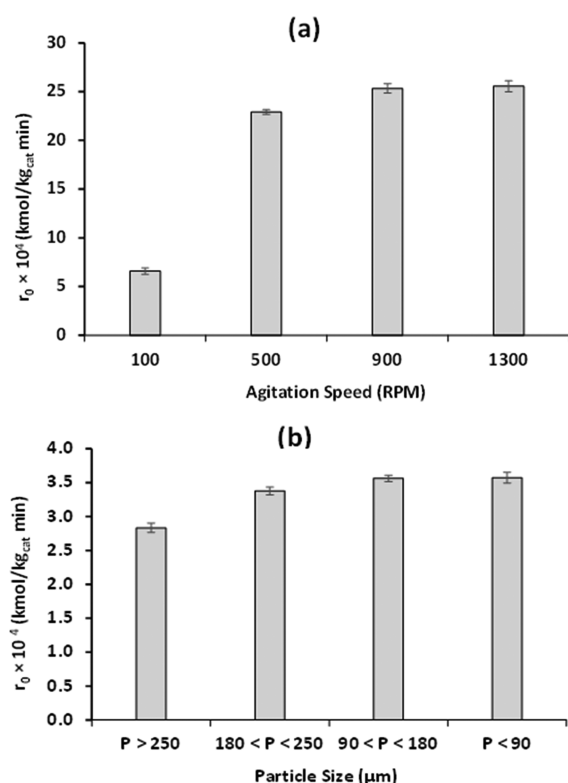 (a)
30
25
20
15
10
5
0
r₀ × 10⁴ (kmol/kg_cat min)
100 500 900 1300
Agitation Speed (RPM)
(b)
4.0
3.5
3.0
2.5
2.0
1.5
1.0
0.5
0.0
r₀ × 10⁴ (kmol/kg_cat min)
P > 250 180 < P < 250 90 < P < 180 P < 90
Particle Size (µm)